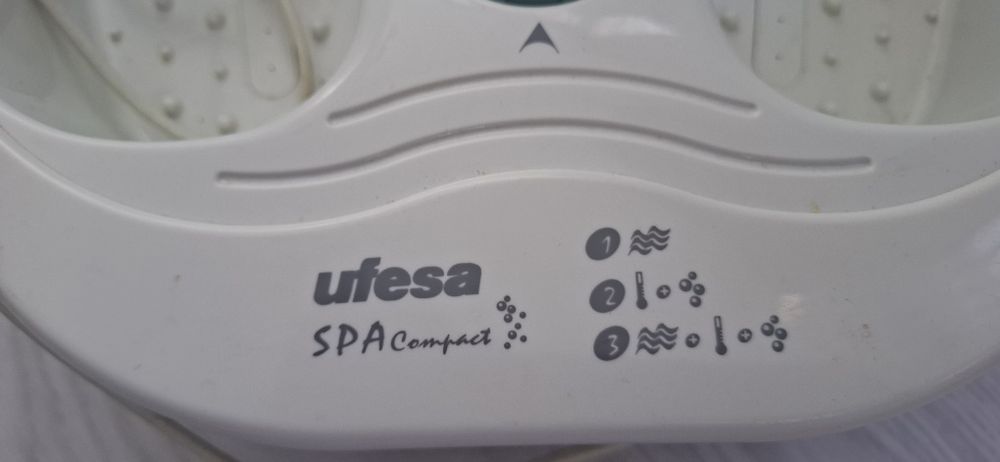 ufesa
SPA Compact
1
2 +
3 + +